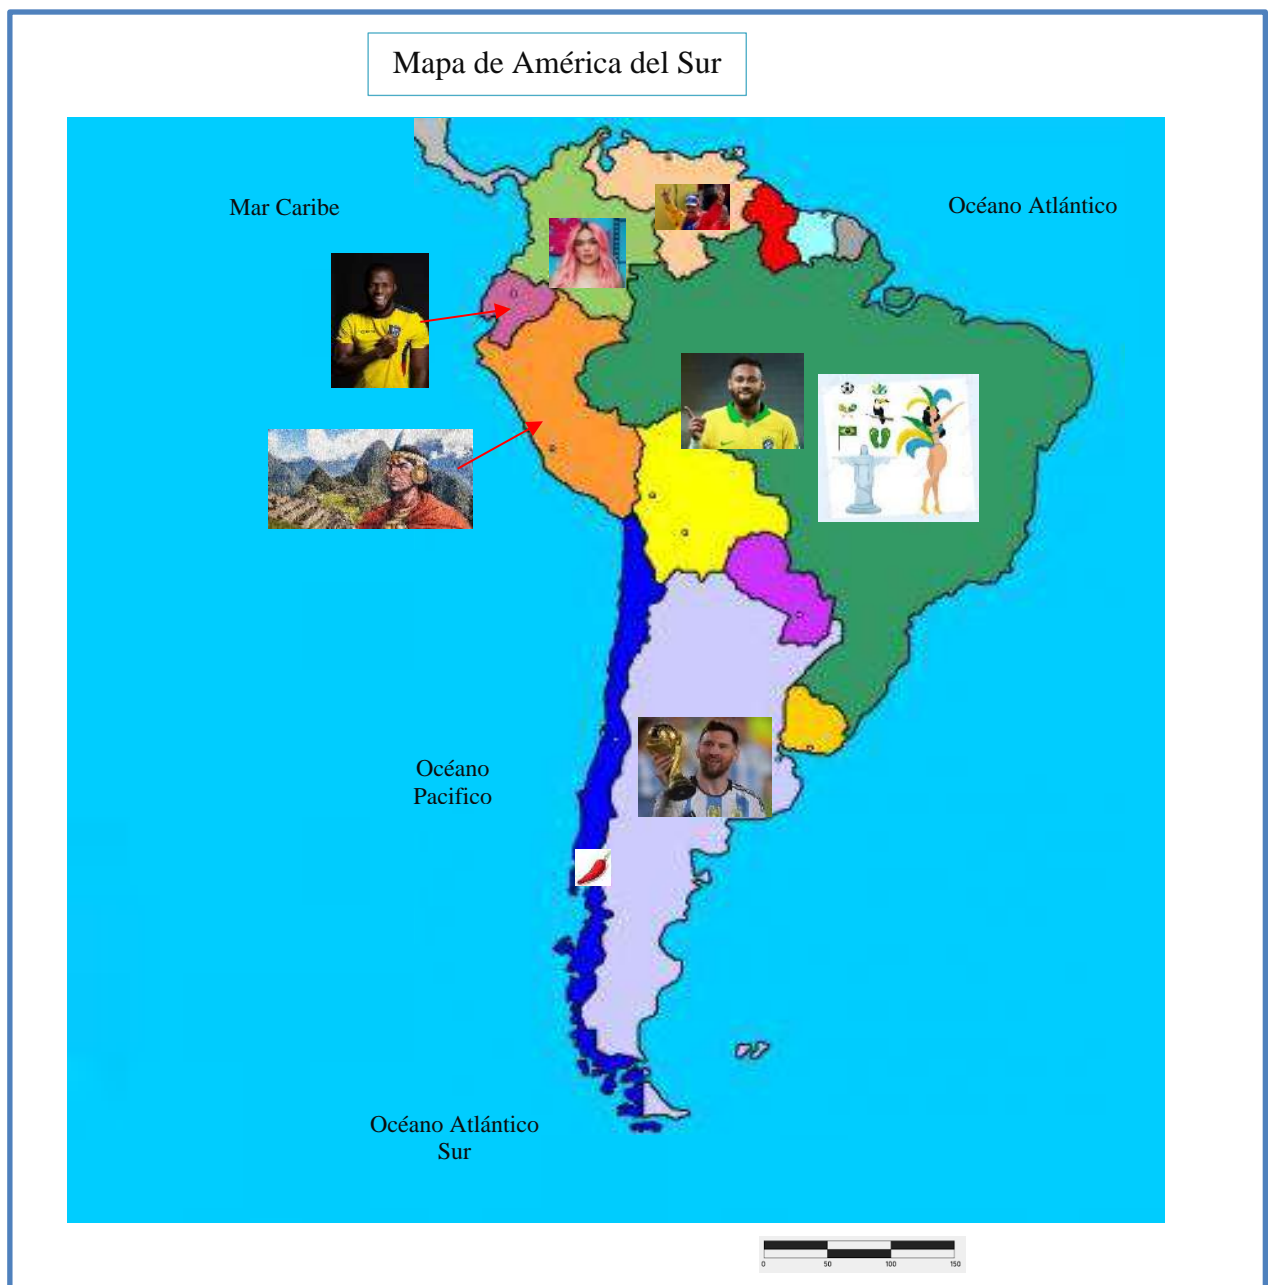 Mapa de América del Sur
Mar Caribe
Océano Atlántico
Océano
Pacifico
Océano Atlántico
Sur
0 50 100 150